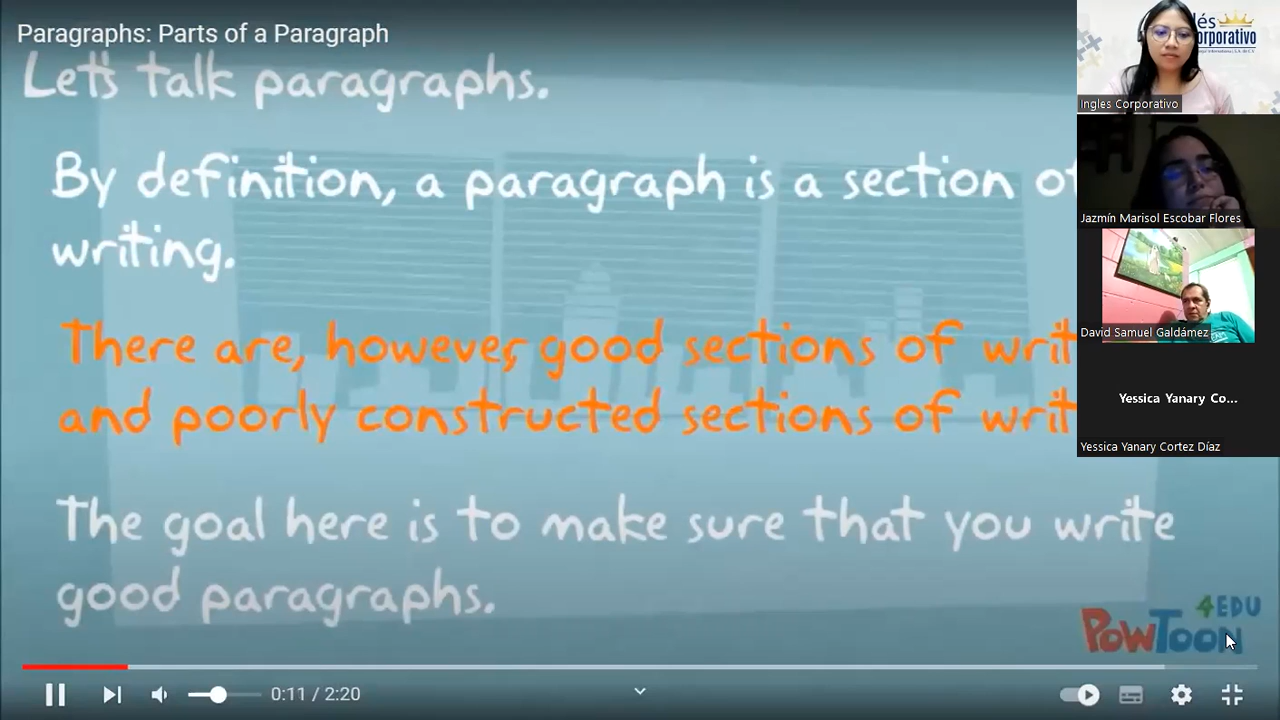 Paragraphs: Parts of a Paragraph
Let's talk paragraphs.
By definition, a paragraph is a section of
writing.
There are, however, good sections of writ
and poorly constructed sections of writ
The goal here is to make sure that you write
good paragraphs.
4EDU
POWTOON
0:11 / 2:20
lés
orporativo
Ingles Corporativo
Jazmín Marisol Escobar Flores
David Samuel Galdámez
Yessica Yanary Co...
Yessica Yanary Cortez Díaz